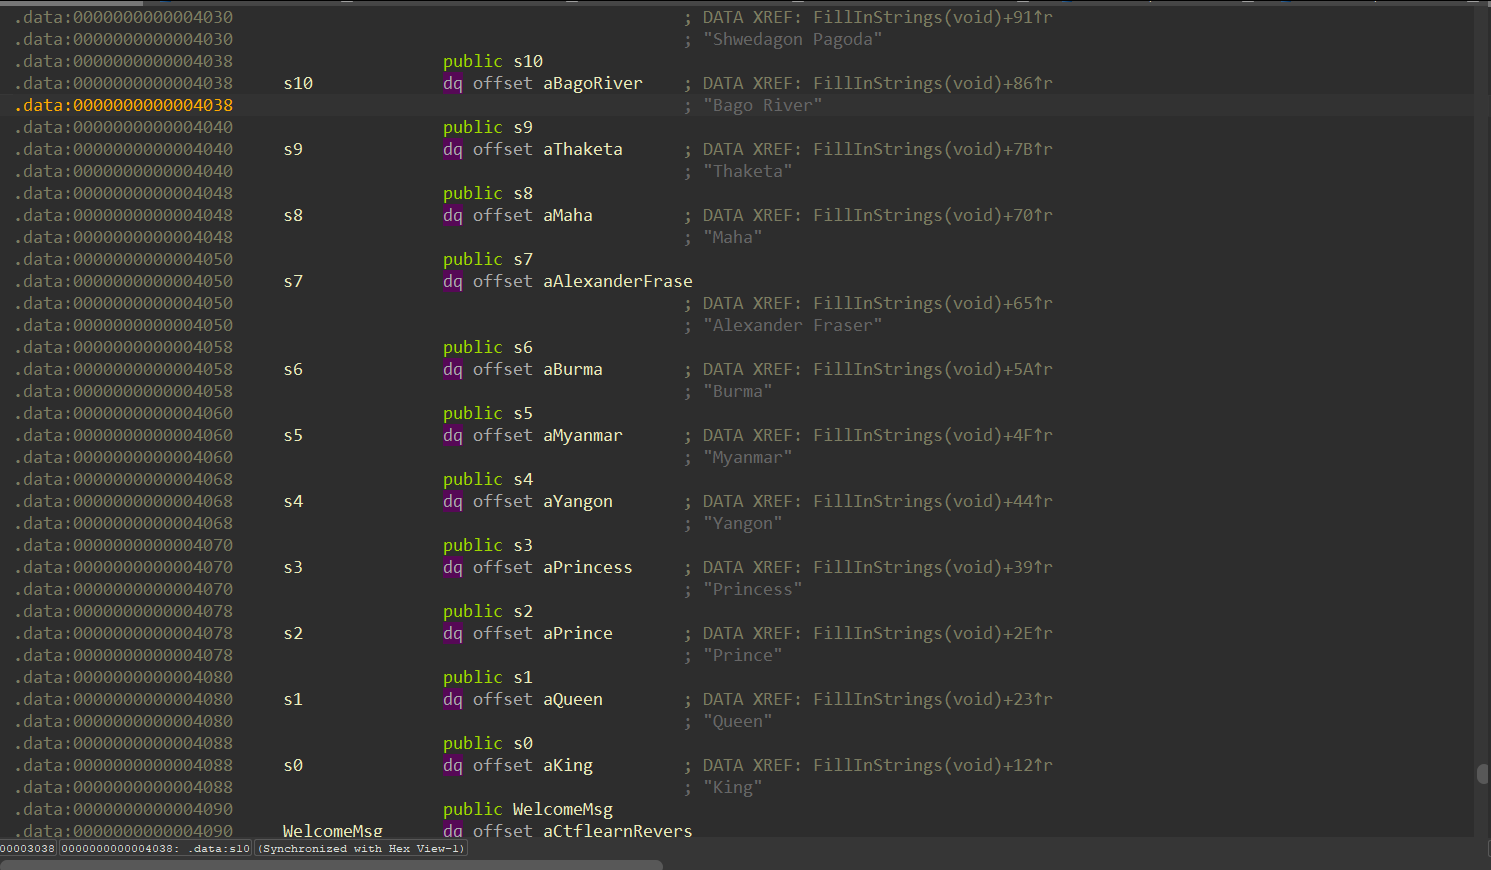 .data:0000000000004030 ; DATA XREF: FillInStrings(void)+91↑r
.data:0000000000004030 ; "Shwedagon Pagoda"
.data:0000000000004038 public s10
.data:0000000000004038 s10 dq offset aBagoRiver ; DATA XREF: FillInStrings(void)+86↑r
.data:0000000000004038 ; "Bago River"
.data:0000000000004040 public s9
.data:0000000000004040 s9 dq offset aThaketa ; DATA XREF: FillInStrings(void)+7B↑r
.data:0000000000004040 ; "Thaketa"
.data:0000000000004048 public s8
.data:0000000000004048 s8 dq offset aMaha ; DATA XREF: FillInStrings(void)+70↑r
.data:0000000000004048 ; "Maha"
.data:0000000000004050 public s7
.data:0000000000004050 s7 dq offset aAlexanderFrase
.data:0000000000004050 ; DATA XREF: FillInStrings(void)+65↑r
.data:0000000000004050 ; "Alexander Fraser"
.data:0000000000004058 public s6
.data:0000000000004058 s6 dq offset aBurma ; DATA XREF: FillInStrings(void)+5A↑r
.data:0000000000004058 ; "Burma"
.data:0000000000004060 public s5
.data:0000000000004060 s5 dq offset aMyanmar ; DATA XREF: FillInStrings(void)+4F↑r
.data:0000000000004060 ; "Myanmar"
.data:0000000000004068 public s4
.data:0000000000004068 s4 dq offset aYangon ; DATA XREF: FillInStrings(void)+44↑r
.data:0000000000004068 ; "Yangon"
.data:0000000000004070 public s3
.data:0000000000004070 s3 dq offset aPrincess ; DATA XREF: FillInStrings(void)+39↑r
.data:0000000000004070 ; "Princess"
.data:0000000000004078 public s2
.data:0000000000004078 s2 dq offset aPrince ; DATA XREF: FillInStrings(void)+2E↑r
.data:0000000000004078 ; "Prince"
.data:0000000000004080 public s1
.data:0000000000004080 s1 dq offset aQueen ; DATA XREF: FillInStrings(void)+23↑r
.data:0000000000004080 ; "Queen"
.data:0000000000004088 public s0
.data:0000000000004088 s0 dq offset aKing ; DATA XREF: FillInStrings(void)+12↑r
.data:0000000000004088 ; "King"
.data:0000000000004090 public WelcomeMsg
.data:0000000000004090 WelcomeMsg dq offset aCtflearnRevers
00003038 0000000000004038: .data:s10 (Synchronized with Hex View-1)